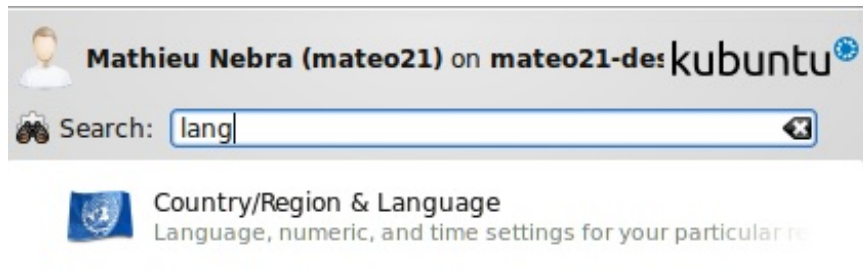 Mathieu Nebra (mateo21) on mateo21-des kubuntu
Search: lang
Country/Region & Language
Language, numeric, and time settings for your particular re